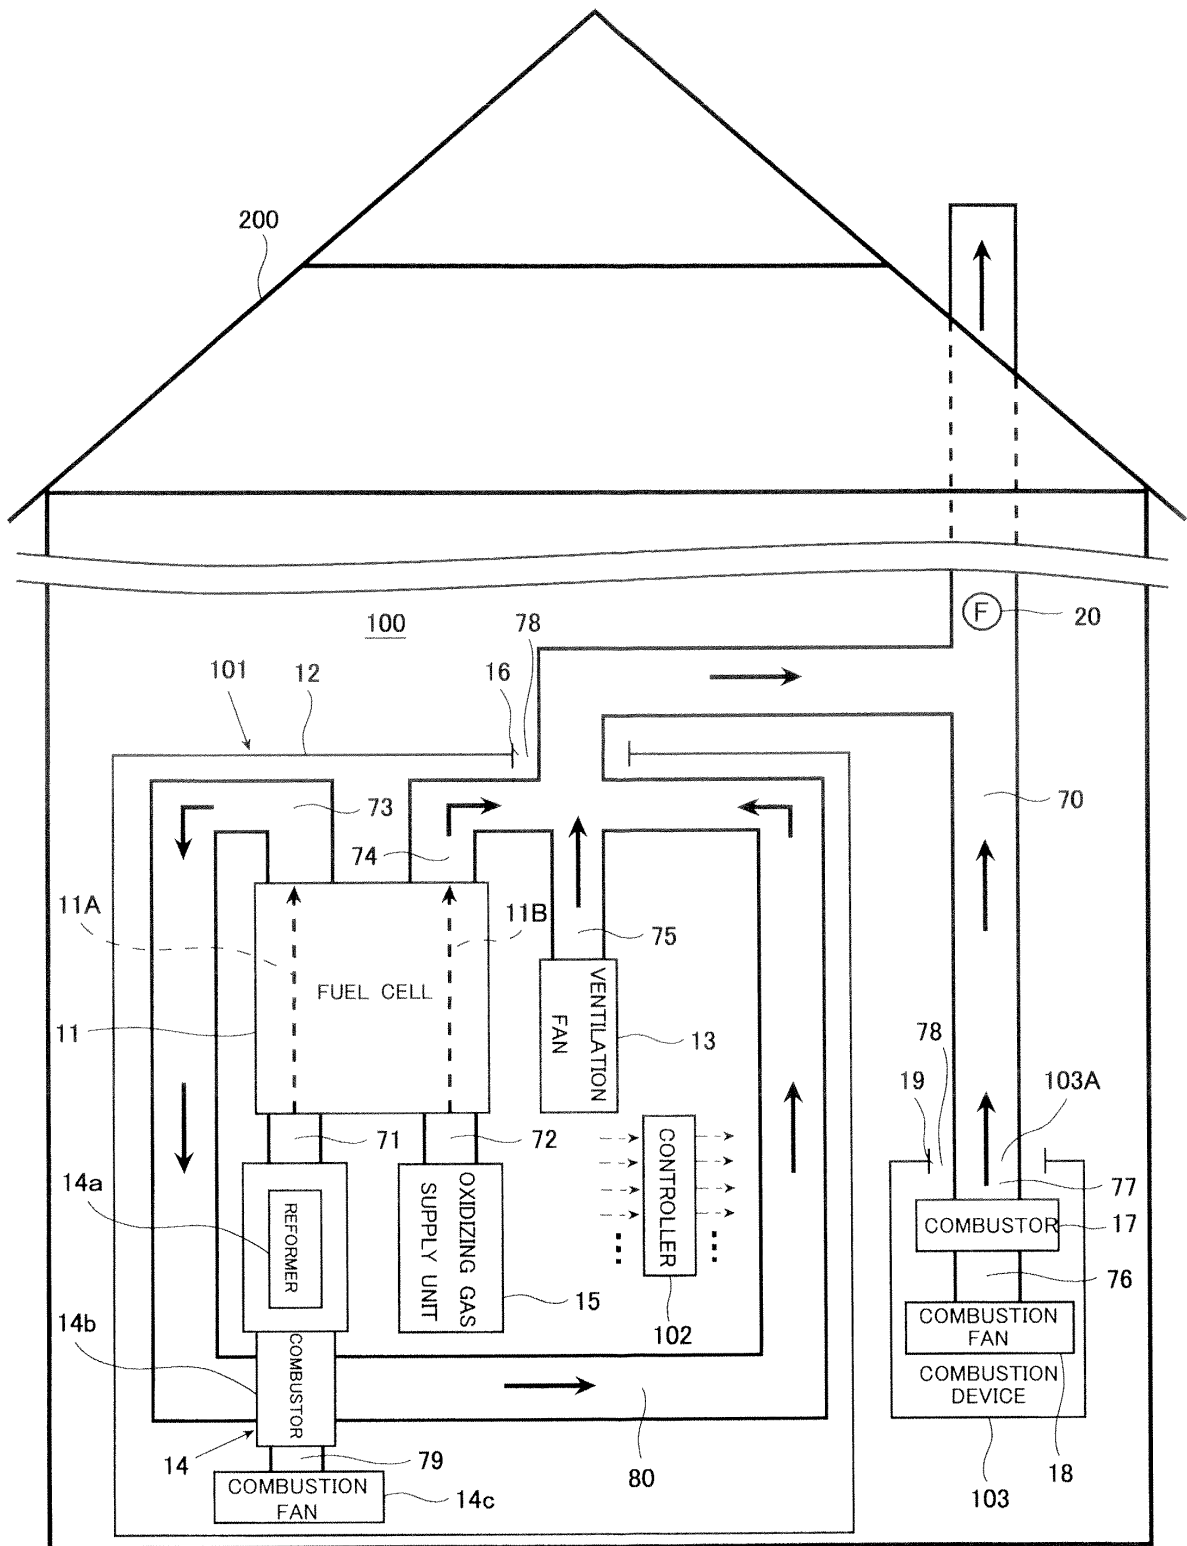 200
F
20
100
78
101
12
16
73
70
74
11A
11B
75
FUEL CELL
VENTILATION
FAN
11
13
78
19
103A
71
72
14a
REFORMER
OXIDIZING GAS
SUPPLY UNIT
CONTROLLER
77
COMBUSTOR
17
76
15
102
14b
COMBUSTOR
COMBUSTION
FAN
COMBUSTION
DEVICE
14
79
80
18
103
COMBUSTION
FAN
14c